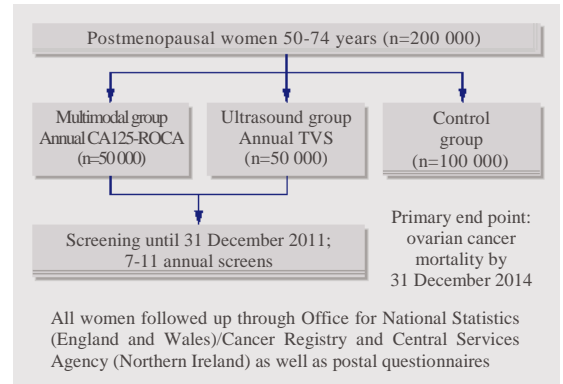 Postmenopausal women 50-74 years (n=200 000)
Multimodal group
Annual CA125-ROCA
(n=50 000)
Ultrasound group
Annual TVS
(n=50 000)
Control
group
(n=100 000)
Screening until 31 December 2011;
7-11 annual screens
Primary end point:
ovarian cancer
mortality by
31 December 2014
All women followed up through Office for National Statistics
(England and Wales)/Cancer Registry and Central Services
Agency (Northern Ireland) as well as postal questionnaires